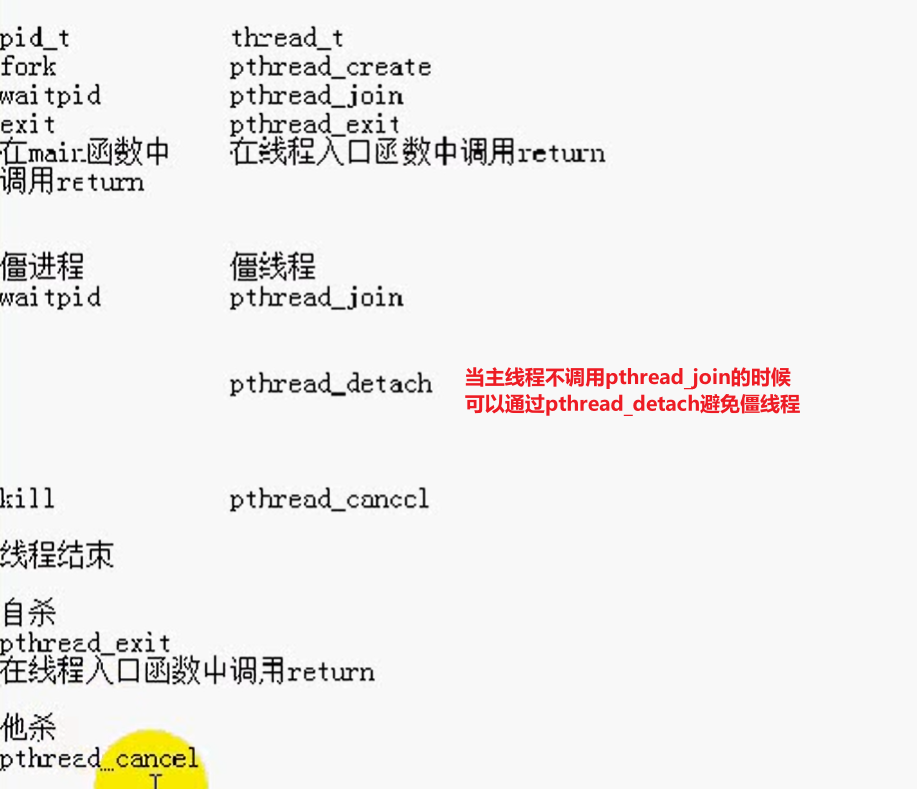 pid_t thread_t
fork pthread_create
waitpid pthread_join
exit pthread_exit
在main函数中 在线程入口函数中调用return
调用return
僵进程 僵线程
waitpid pthread_join
pthread_detach 当主线程不调用pthread_join的时候
可以通过pthread_detach避免僵线程
kill pthread_cancel
线程结束
自杀
pthread_exit
在线程入口函数中调用return
他杀
pthread_cancel